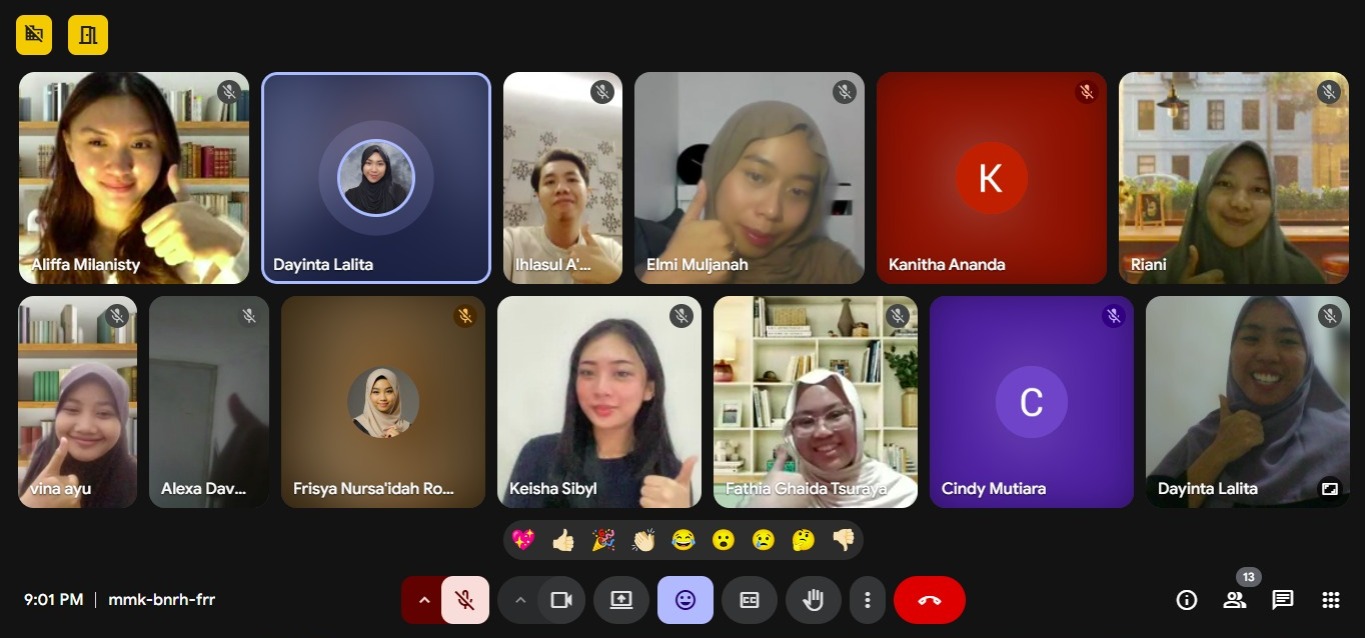 Aliffa Milanisty
Dayinta Lalita
Ihlasul A'...
Elmi Muljanah
K
Kanitha Ananda
Riani
vina ayu
Alexa Dav...
Frisya Nursa'idah Ro...
Keisha Sibyl
Fathia Ghaida Tsuraya
C
Cindy Mutiara
Dayinta Lalita
9:01 PM | mmk-bnrh-frr
CC
13